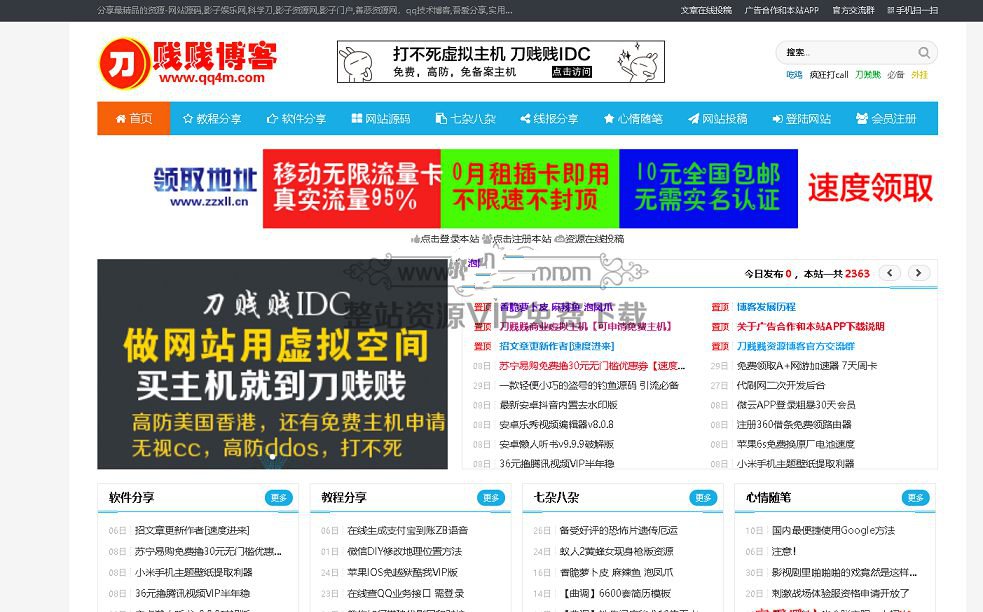 分享最精品的资源-网站源码,影子娱乐网,科学刀,影子资源网,影子门户,善恶资源网，qq技术博客,吾爱分享,实用...
文章在线投稿 广告合作和本站APP 官方交流群 手机扫一扫
刀 贱贱博客
www.qq4m.com
打不死虚拟主机 刀贱贱IDC
免费，高防，免备案主机 点击访问
搜索..
吃鸡 疯狂打call 刀贱贱 必备 外挂
首页 教程分享 软件分享 网站源码 七杂八杂 线报分享 心情随笔 网站投稿 登陆网站 会员注册
领取地址
www.zzxll.cn
移动无限流量卡
真实流量95%
0月租插卡即用
不限速不封顶
10元全国包邮
无需实名认证
速度领取
点击登录本站 点击注册本站 资源在线投稿
今日发布 0 ，本站一共 2363
刀贱贱IDC
做网站用虚拟空间
买主机就到刀贱贱
高防美国香港，还有免费主机申请
无视cc，高防ddos，打不死
整站资源VIP免费下载
置顶 香脆萝卜皮 麻辣鱼 泡凤爪
置顶 刀贱贱商业虚拟主机【可申请免费主机】
置顶 招文章更新作者[速度进来]
08日 苏宁易购免费撸30元无门槛优惠券【速度...
29日 一款轻便小巧的盗号的钓鱼源码 引流必备
08日 最新安卓抖音内置去水印版
08日 安卓乐秀视频编辑器v8.0.8
08日 安卓懒人听书v9.9.9破解版
08日 36元撸腾讯视频VIP半年稳
置顶 博客发展历程
置顶 关于广告合作和本站APP下载说明
置顶 刀贱贱资源博客官方交流群
29日 免费领取A+网游加速器 7天周卡
27日 代刷网二次开发后台
08日 微云APP登录粗暴30天会员
08日 注册360借条免费领路由器
08日 苹果6s免费换原厂电池速度
08日 小米手机主题壁纸提取利器
软件分享 更多
06日 招文章更新作者[速度进来]
08日 苏宁易购免费撸30元无门槛优惠...
08日 小米手机主题壁纸提取利器
08日 36元撸腾讯视频VIP半年稳
教程分享 更多
06日 在线生成支付宝到账ZB语音
01日 微信DIY修改地理位置方法
24日 苹果IOS免越狱酷我VIP版
23日 在线查QQ业务接口 需登录
七杂八杂 更多
26日 备受好评的恐怖片遗传厄运
24日 蚁人2黄蜂女现身枪版资源
16日 香脆萝卜皮 麻辣鱼 泡凤爪
14日 【曲调】6600套简历模板
心情随笔 更多
10日 国内最便捷使用Google方法
06日 注意！
30日 影视剧里啪啪啪的戏竟然是这样...
20日 刺激战场体验服资格申请开放了